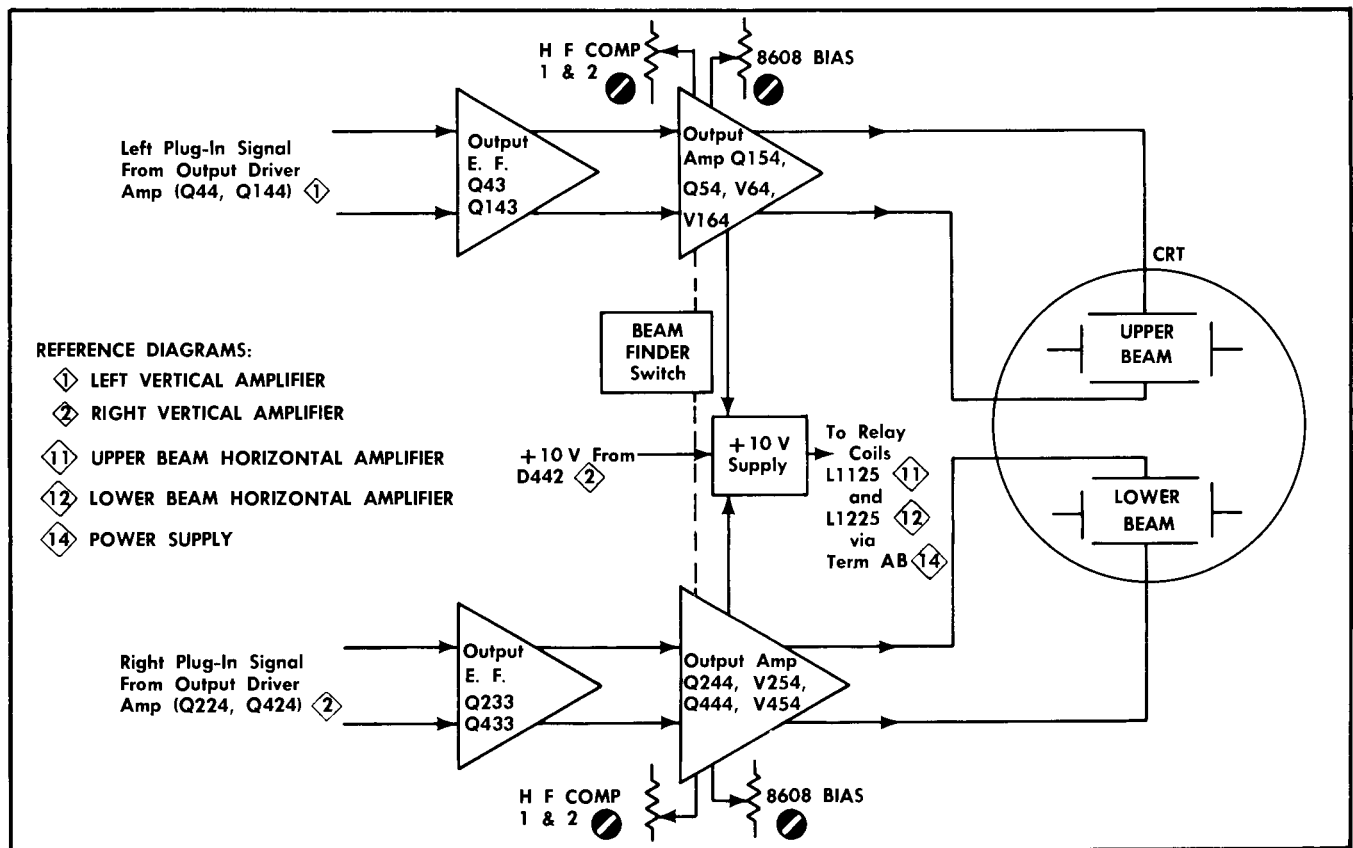 H F COMP
1 & 2
8608 BIAS
Left Plug-In Signal
From Output Driver
Amp (Q44, Q144) 1
Output
E. F.
Q43
Q143
Output
Amp Q154,
Q54, V64,
V164
CRT
UPPER
BEAM
REFERENCE DIAGRAMS:
1 LEFT VERTICAL AMPLIFIER
2 RIGHT VERTICAL AMPLIFIER
11 UPPER BEAM HORIZONTAL AMPLIFIER
12 LOWER BEAM HORIZONTAL AMPLIFIER
14 POWER SUPPLY
BEAM
FINDER
Switch
+10 V From
D442 2
+10 V
Supply
To Relay
Coils
L1125 11
and
L1225 12
via
Term AB 14
LOWER
BEAM
Right Plug-In Signal
From Output Driver
Amp (Q224, Q424) 2
Output
E. F.
Q233
Q433
Output Amp
Q244, V254,
Q444, V454
H F COMP
1 & 2
8608 BIAS